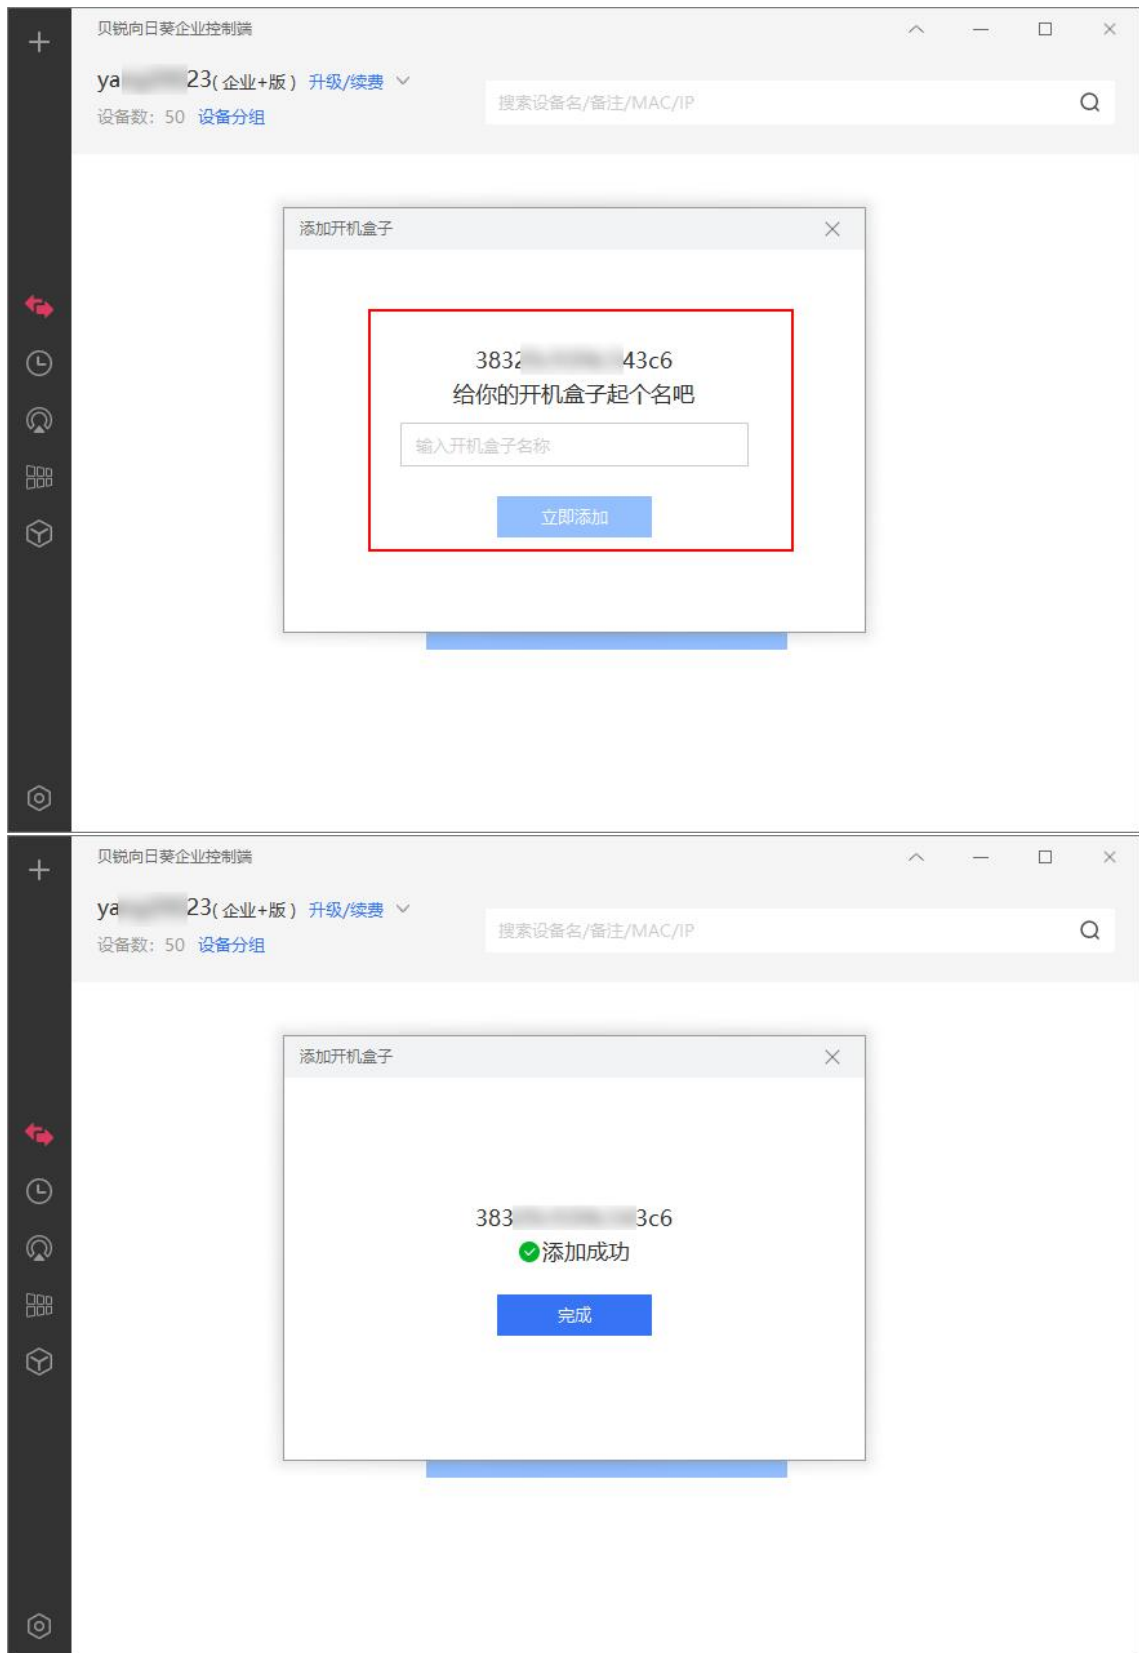 贝锐向日葵企业控制端
ya 23(企业+版) 升级/续费
搜索设备名/备注/MAC/IP
设备数: 50 设备分组
添加开机盒子
383 43c6
给你的开机盒子起个名吧
输入开机盒子名称
立即添加
贝锐向日葵企业控制端
ya 23(企业+版) 升级/续费
搜索设备名/备注/MAC/IP
设备数: 50 设备分组
添加开机盒子
383 3c6
添加成功
完成